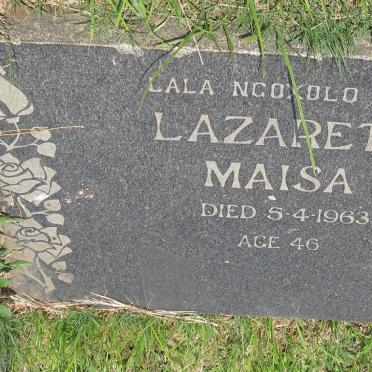 LALA NGOXOLO
LAZARET
MAISA
DIED 5-4-1963
AGE 46